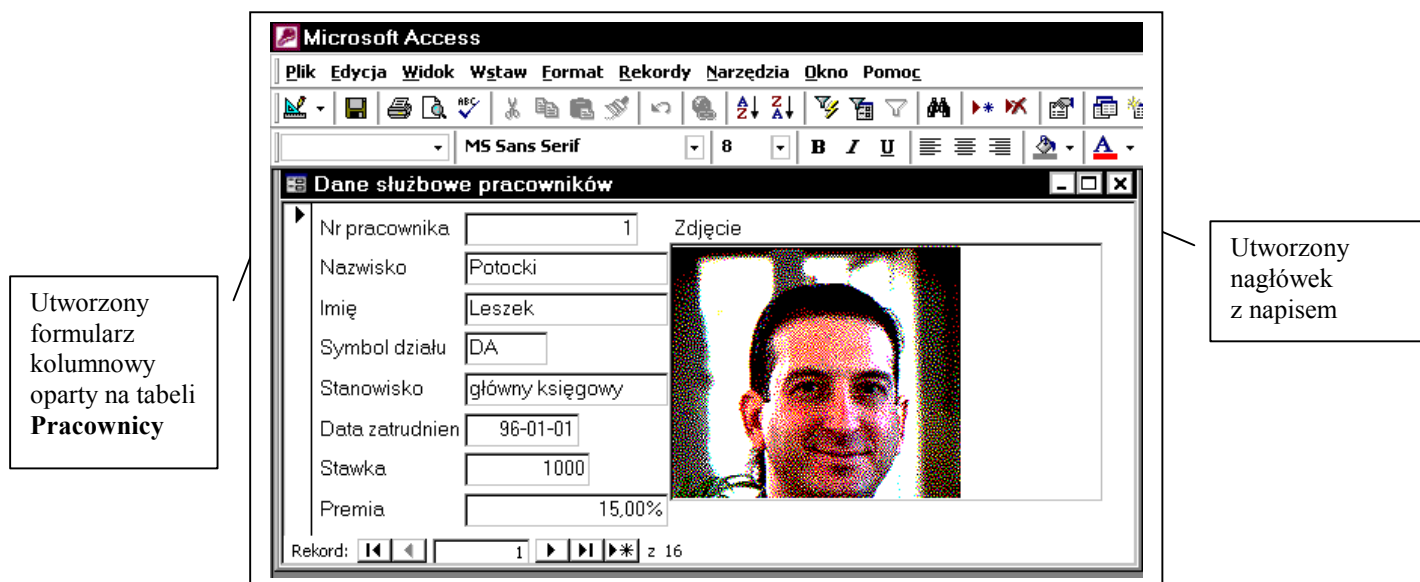 Microsoft Access
Plik Edycja Widok Wstaw Format Rekordy Narzędzia Okno Pomoc
MS Sans Serif 8 B I U A
Dane służbowe pracowników
Nr pracownika 1 Zdjęcie
Nazwisko Potocki
Imię Leszek
Symbol działu DA
Stanowisko główny księgowy
Data zatrudnien 96-01-01
Stawka 1000
Premia 15,00%
Rekord: 1 z 16
Utworzony
formularz
kolumnowy
oparty na tabeli
Pracownicy
Utworzony
nagłówek
z napisem